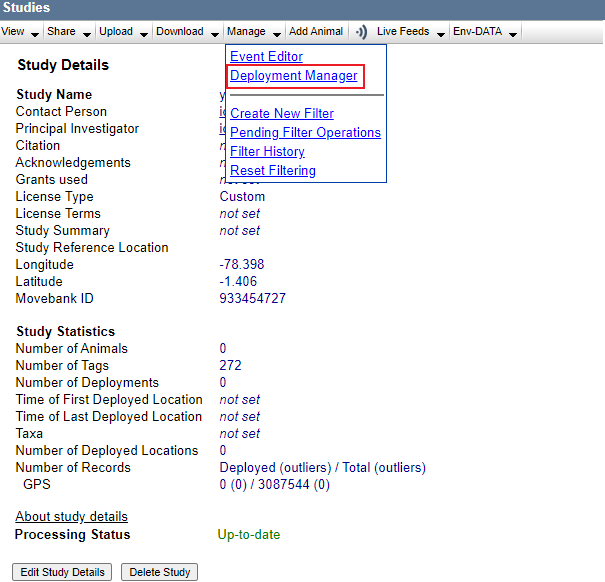 Studies
View Share Upload Download Manage Add Animal Live Feeds Env-DATA
Event Editor
Deployment Manager
Create New Filter
Pending Filter Operations
Filter History
Reset Filtering
Study Details
Study Name
Contact Person
Principal Investigator
Citation
Acknowledgements
Grants used not set
License Type Custom
License Terms not set
Study Summary not set
Study Reference Location
Longitude -78.398
Latitude -1.406
Movebank ID 933454727
Study Statistics
Number of Animals 0
Number of Tags 272
Number of Deployments 0
Time of First Deployed Location not set
Time of Last Deployed Location not set
Taxa not set
Number of Deployed Locations 0
Number of Records Deployed (outliers) / Total (outliers)
GPS 0 (0) / 3087544 (0)
About study details
Processing Status Up-to-date
Edit Study Details Delete Study